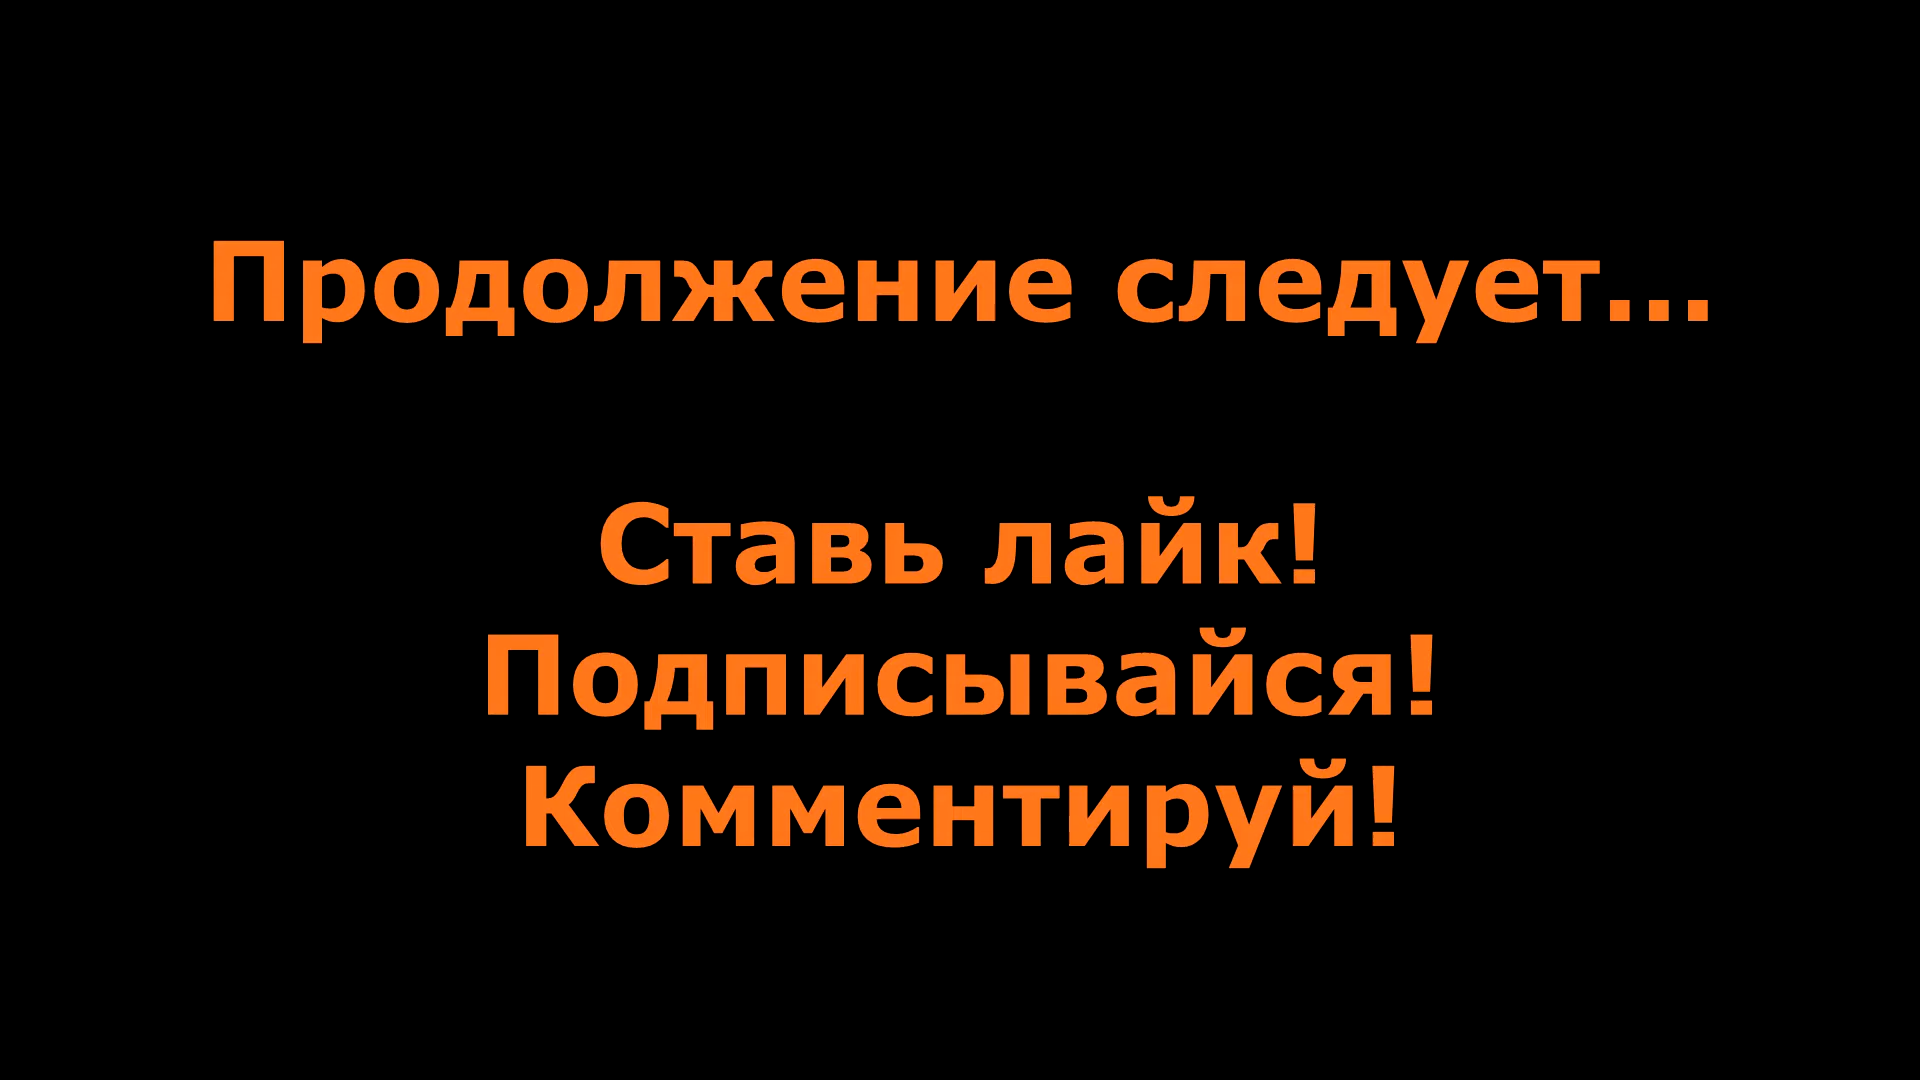 Продолжение следует...
Ставь лайк!
Подписывайся!
Комментируй!